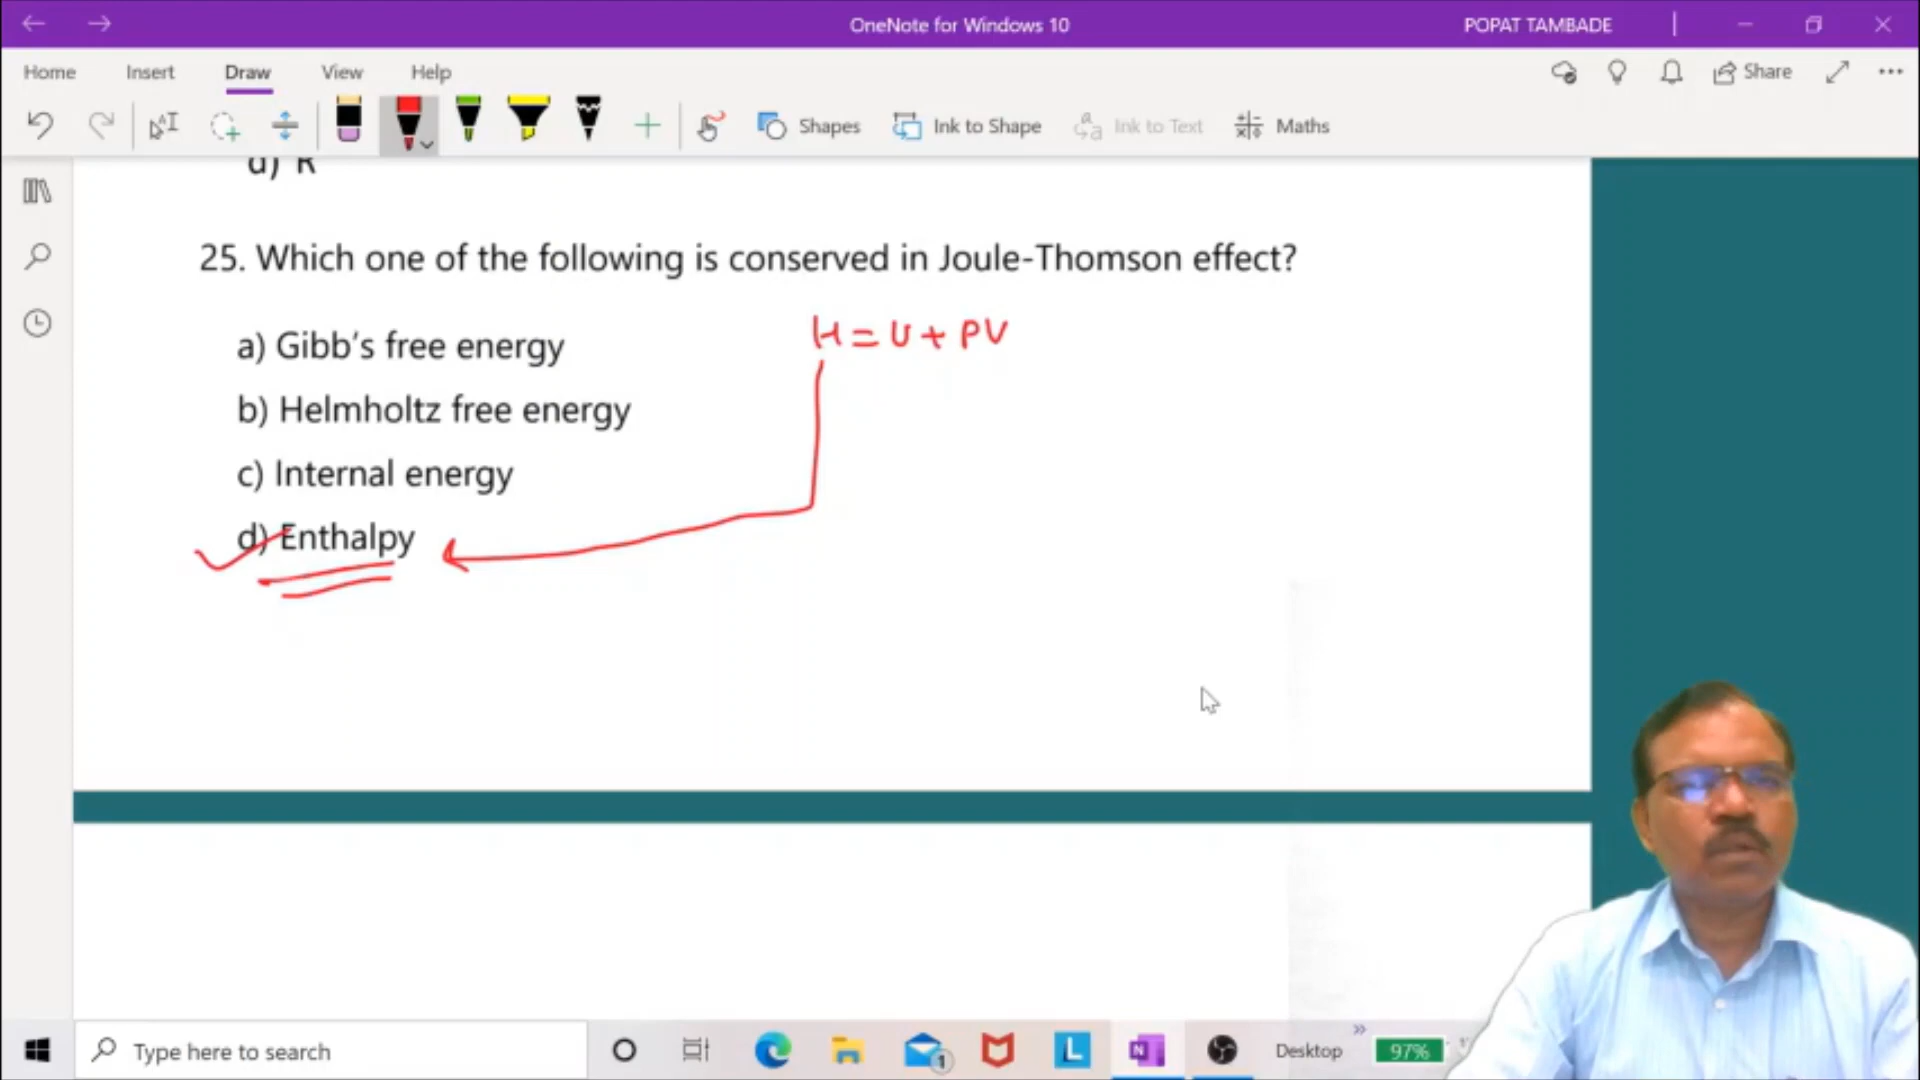 OneNote for Windows 10
POPAT TAMBADE
Home Insert Draw View Help
Share
Shapes Ink to Shape Ink to Text Maths
d) R
25. Which one of the following is conserved in Joule-Thomson effect?
H = U + PV
a) Gibb's free energy
b) Helmholtz free energy
c) Internal energy
d) Enthalpy
Type here to search
1
L
N
Desktop
97%